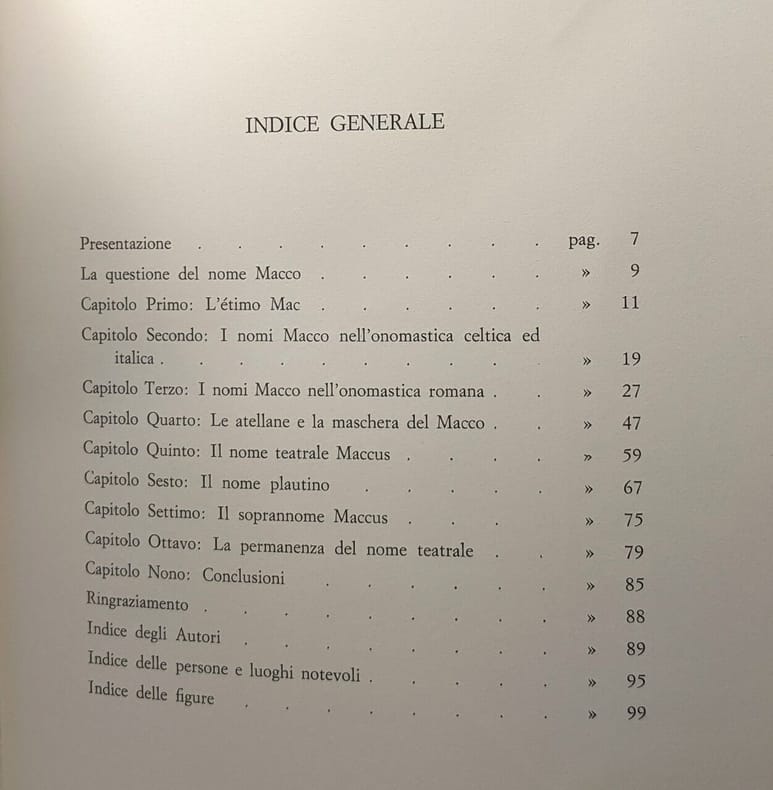 INDICE GENERALE
Presentazione . . . . . . . . . pag. 7
La questione del nome Macco . . . . . . » 9
Capitolo Primo: L'étimo Mac . . . . . . » 11
Capitolo Secondo: I nomi Macco nell'onomastica celtica ed
italica . . . . . . . . . » 19
Capitolo Terzo: I nomi Macco nell'onomastica romana . . » 27
Capitolo Quarto: Le atellane e la maschera del Macco . . » 47
Capitolo Quinto: Il nome teatrale Maccus . . . . » 59
Capitolo Sesto: Il nome plautino . . . . . » 67
Capitolo Settimo: Il soprannome Maccus . . . » 75
Capitolo Ottavo: La permanenza del nome teatrale . . » 79
Capitolo Nono: Conclusioni . . . . . . » 85
Ringraziamento . . . . . . . . . » 88
Indice degli Autori . . . . . . . . » 89
Indice delle persone e luoghi notevoli . . . . . » 95
Indice delle figure . . . . . . . . » 99